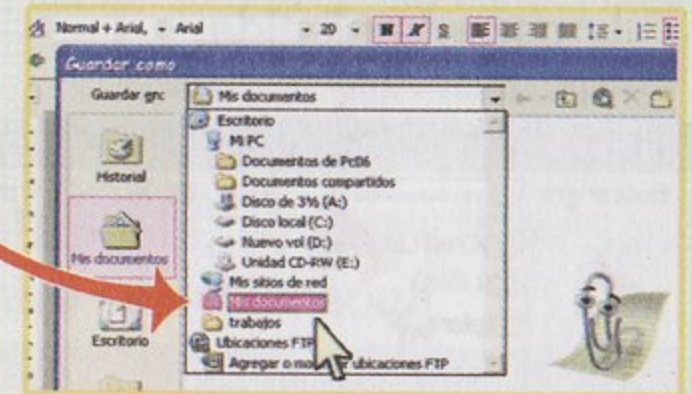 Normal + Arial, Arial 20 N K S
Guardar como
Guardar en: Mis documentos
Escritorio
Mi PC
Documentos de Pc06
Documentos compartidos
Disco de 3½ (A:)
Disco local (C:)
Nuevo vol (D:)
Unidad CD-RW (E:)
Mis sitios de red
Mis documentos
trabajos
Ubicaciones FTP
Agregar o ubicaciones FTP
Historial
Mis documentos
Escritorio